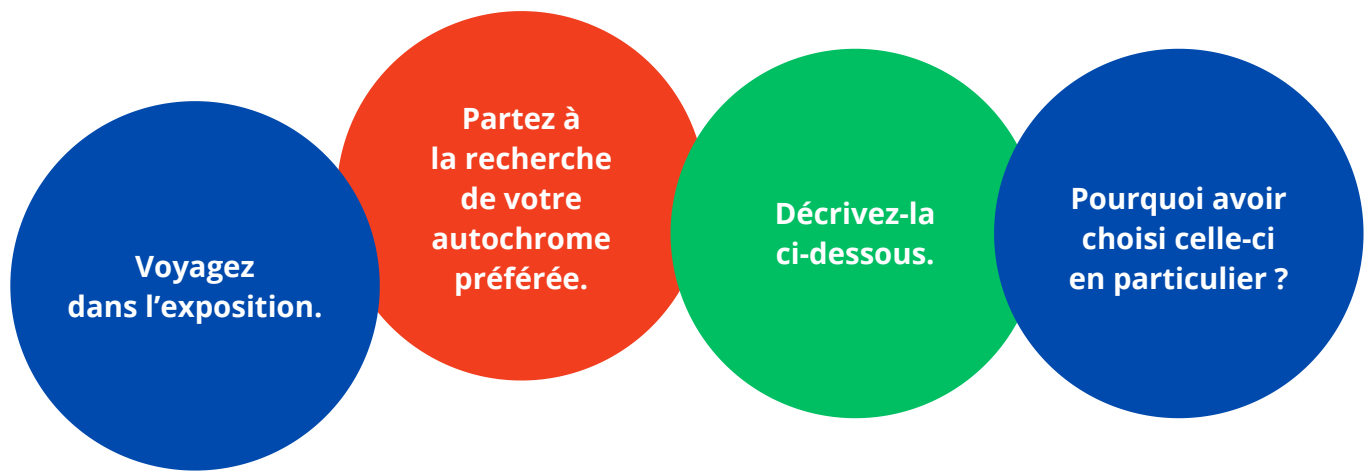 Voyagez
dans l’exposition.
Partez à
la recherche
de votre
autochrome
préférée.
Décrivez-la
ci-dessous.
Pourquoi avoir
choisi celle-ci
en particulier ?